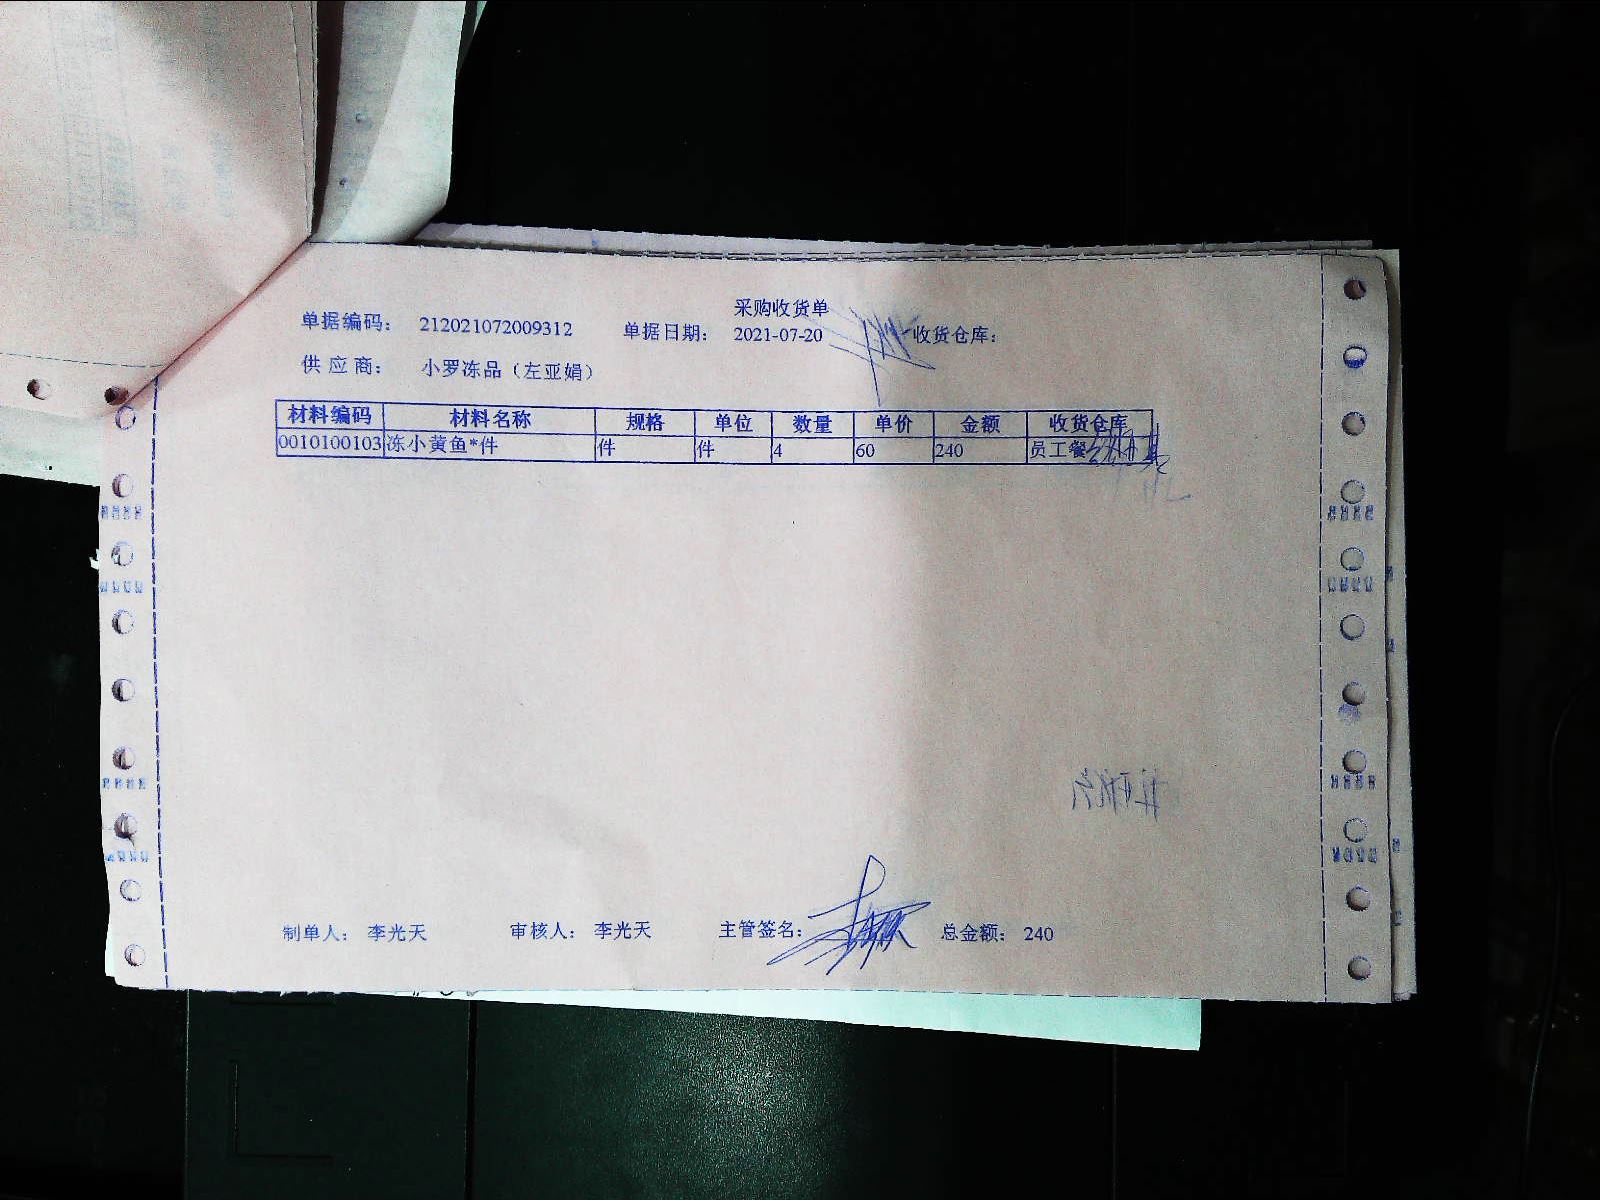 采购收货单
单据编码： 212021072009312 单据日期： 2021-07-20 收货仓库：
供应商： 小罗冻品（左亚娟）
材料编码 材料名称 规格 单位 数量 单价 金额 收货仓库
0010100103 冻小黄鱼*件 件 件 4 60 240 员工餐
制单人： 李光天 审核人： 李光天 主管签名： 总金额： 240